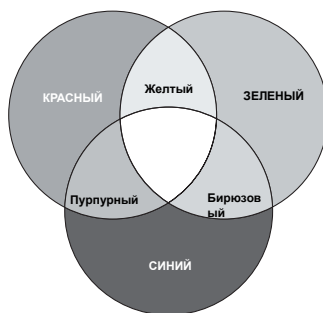 Желтый
КРАСНЫЙ
ЗЕЛЕНЫЙ
Пурпурный
Бирюзов
ый
СИНИЙ